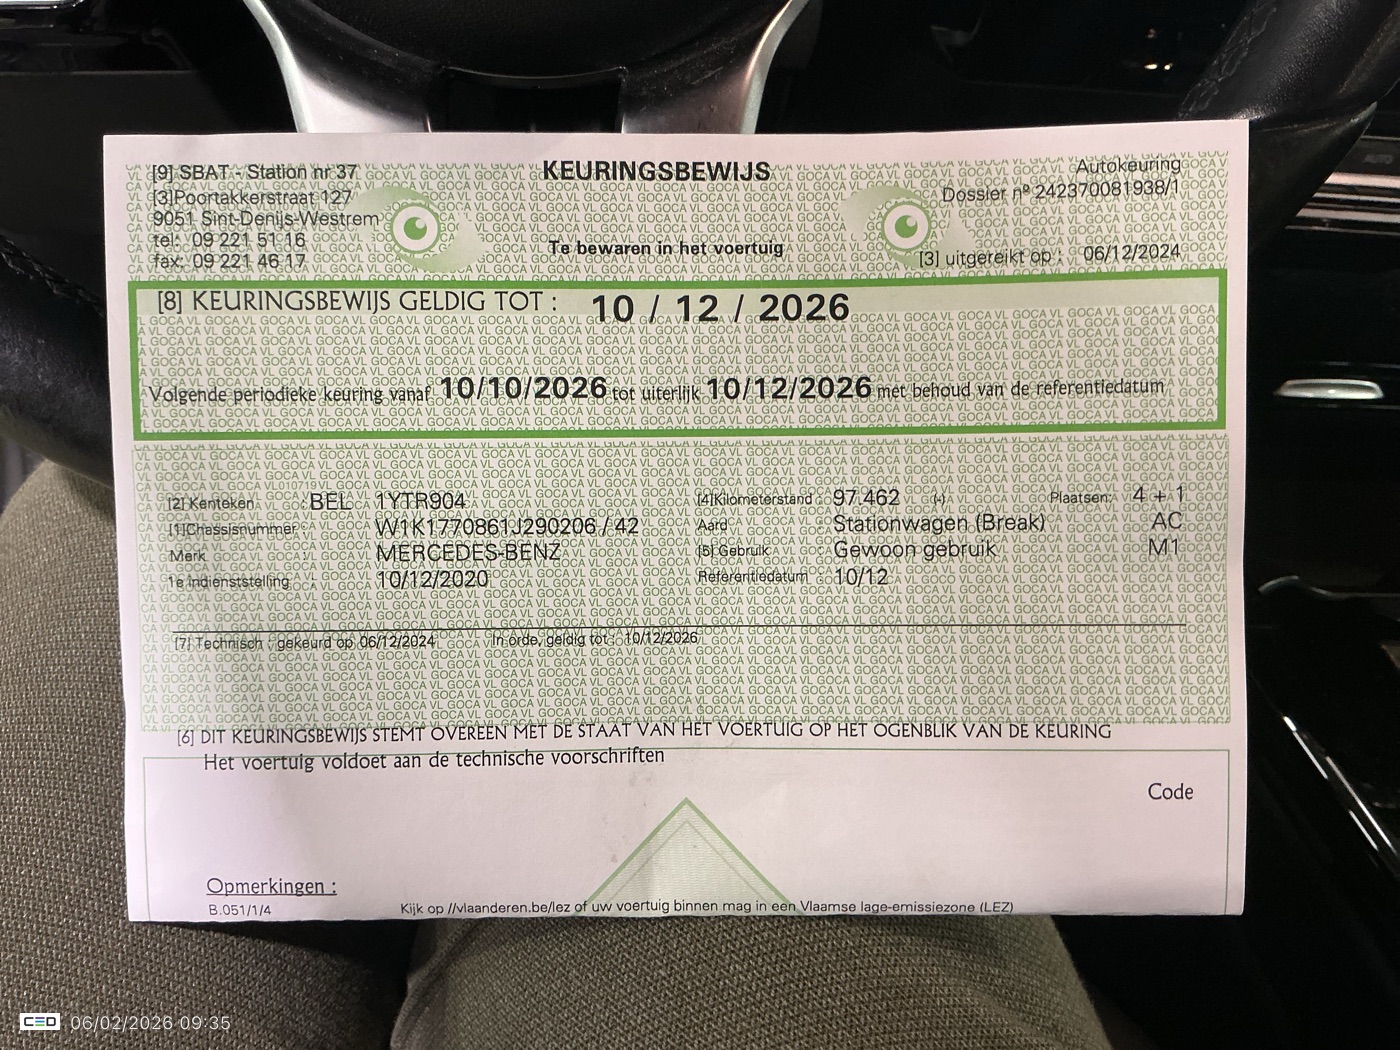 [9] SBAT - Station nr 37
[3]Poortakkerstraat 127
9051 Sint-Denijs-Westrem
tel: 09 221 51 16
fax: 09 221 46 17
KEURINGSBEWIJS
Te bewaren in het voertuig
Autokeuring
Dossier nº 242370081938/1
[3] uitgereikt op : 06/12/2024
[8] KEURINGSBEWIJS GELDIG TOT : 10 / 12 / 2026
Volgende periodieke keuring vanaf 10/10/2026 tot uiterlijk 10/12/2026 met behoud van de referentiedatum
[2] Kenteken : BEL 1YTR904
[1]Chassisnummer W1K1770861J290206 / 42
Merk MERCEDES-BENZ
1e indienststelling : 10/12/2020
[4]Kilometerstand : 97.462 (-) Plaatsen: 4 + 1
Aard : Stationwagen (Break) AC
[5] Gebruik : Gewoon gebruik M1
Referentiedatum : 10/12
[7] Technisch : gekeurd op 06/12/2024 In orde, geldig tot : 10/12/2026
[6] DIT KEURINGSBEWIJS STEMT OVEREEN MET DE STAAT VAN HET VOERTUIG OP HET OGENBLIK VAN DE KEURING
Het voertuig voldoet aan de technische voorschriften
Code
Opmerkingen :
B.051/1/4 Kijk op //vlaanderen.be/lez of uw voertuig binnen mag in een Vlaamse lage-emissiezone (LEZ)
CED 06/02/2026 09:35